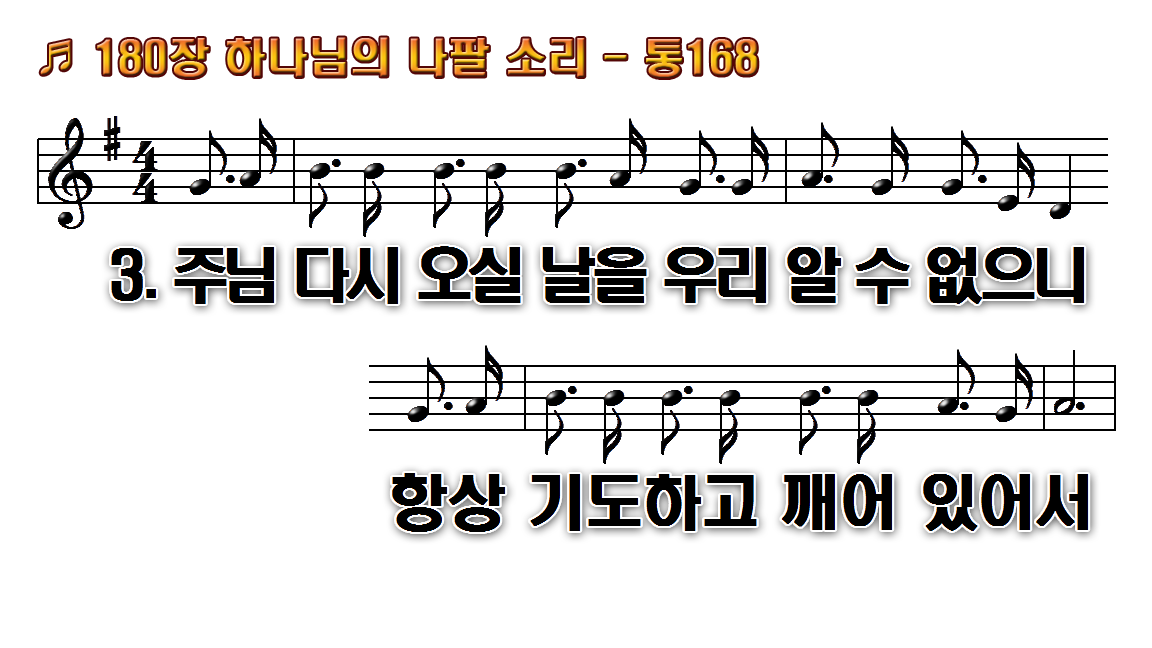 ♬ 180장 하나님의 나팔 소리 - 통168
3. 주님 다시 오실 날을 우리 알 수 없으니
항상 기도하고 깨어 있어서